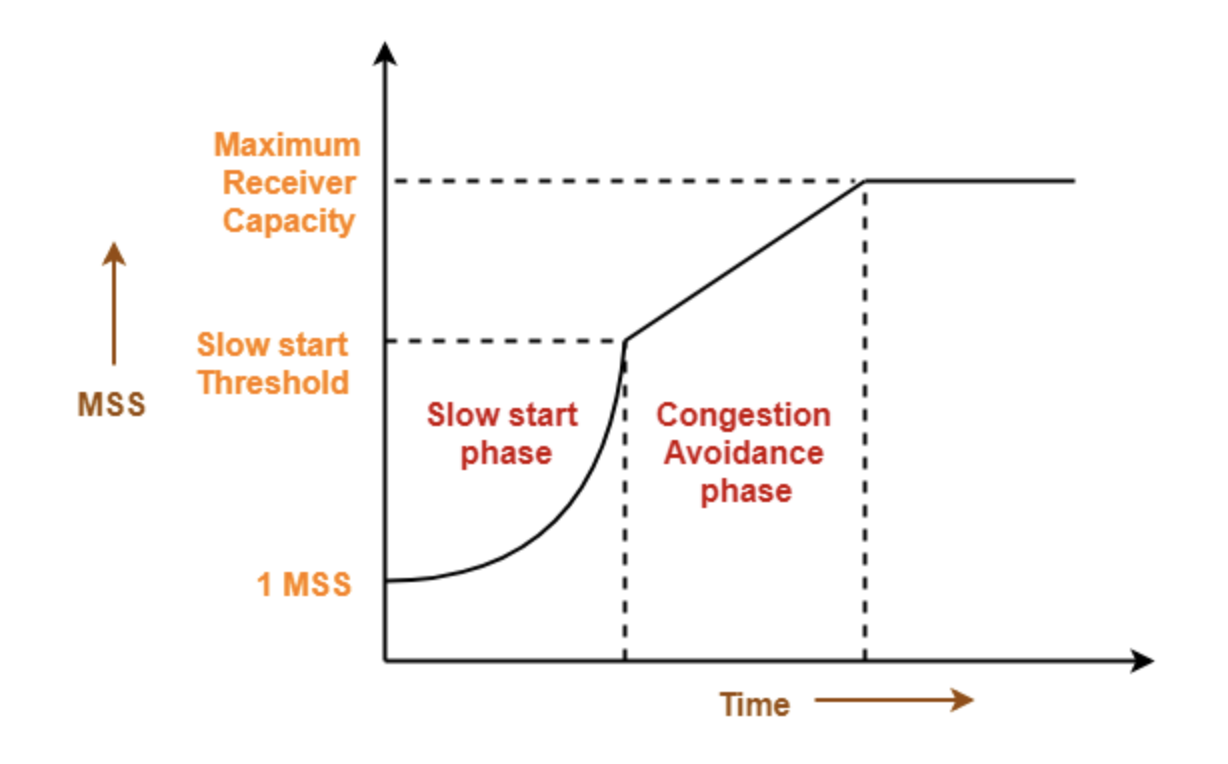 Maximum
Receiver
Capacity
Slow start
Threshold
MSS
Slow start
phase
Congestion
Avoidance
phase
1 MSS
Time